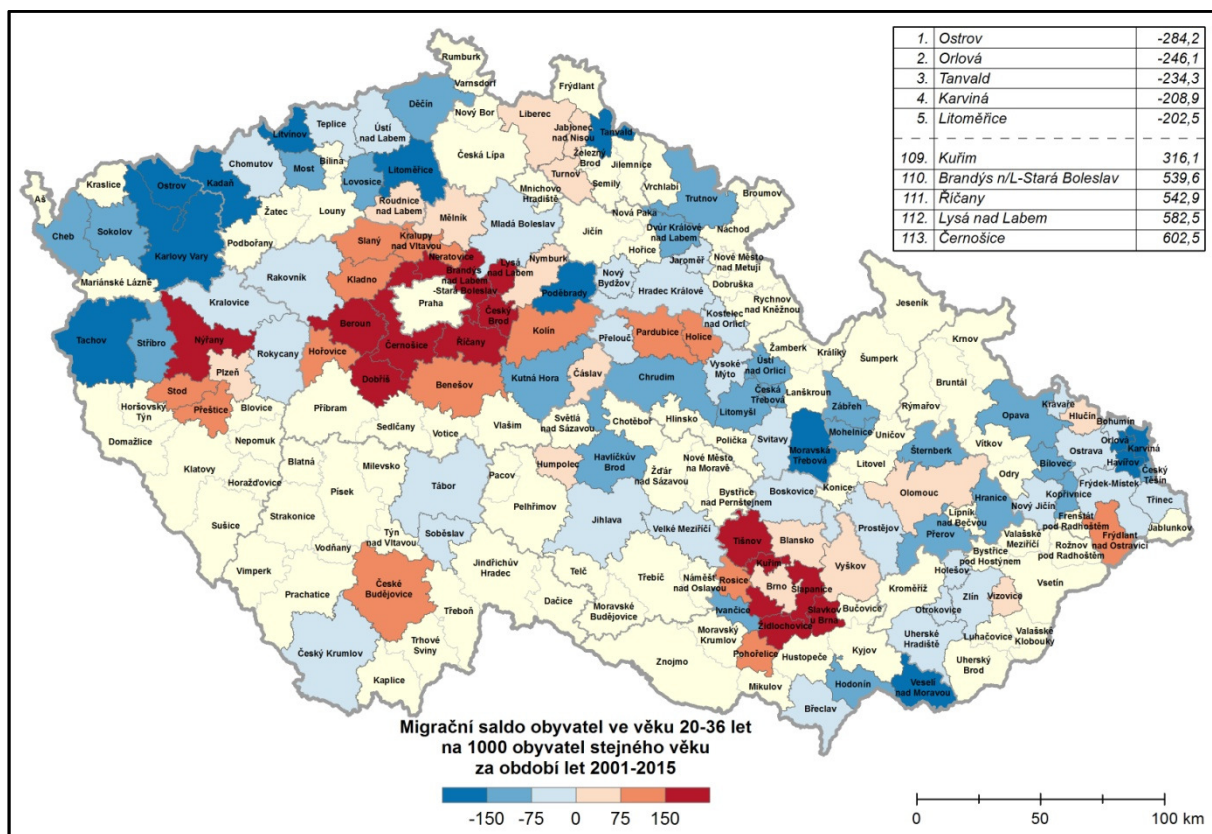 1. Ostrov -284,2
2. Orlová -246,1
3. Tanvald -234,3
4. Karviná -208,9
5. Litoměřice -202,5
109. Kuřim 316,1
110. Brandýs n/L-Stará Boleslav 539,6
111. Říčany 542,9
112. Lysá nad Labem 582,5
113. Černošice 602,5
Rumburk
Varnsdorf
Frýdlant
Děčín
Nový Bor
Liberec
Jablonec
nad Nisou
Tanvald
Teplice
Ústí
nad Labem
Litvínov
Chomutov
Most
Bílina
Lovosice
Litoměřice
Česká Lípa
Železný
Brod
Jilemnice
Turnov
Semily
Vrchlabí
Trutnov
Broumov
Kraslice
Ostrov
Kadaň
Aš
Žatec
Louny
Roudnice
nad Labem
Mělník
Mnichovo
Hradiště
Mladá Boleslav
Nová Paka
Jičín
Hořice
Dvůr Králové
nad Labem
Náchod
Cheb
Sokolov
Karlovy Vary
Podbořany
Slaný
Kralupy
nad Vltavou
Neratovice
Brandýs
nad Labem
-Stará Boleslav
Lysá
nad Labem
Nymburk
Nový
Bydžov
Jaroměř
Nové Město
nad Metují
Hradec Králové
Dobruška
Mariánské Lázně
Rakovník
Kladno
Praha
Poděbrady
Rychnov
nad Kněžnou
Kostelec
nad Orlicí
Kralovice
Beroun
Český
Brod
Kolín
Pardubice
Holice
Přelouč
Tachov
Stříbro
Nýřany
Rokycany
Hořovice
Černošice
Říčany
Žamberk
Králíky
Šumperk
Jeseník
Krnov
Plzeň
Dobříš
Benešov
Kutná Hora
Čáslav
Chrudim
Vysoké
Mýto
Ústí
nad Orlicí
Česká
Třebová
Lanškroun
Zábřeh
Bruntál
Rýmařov
Stod
Přeštice
Blovice
Horšovský
Týn
Příbram
Sedlčany
Votice
Vlašim
Světlá
nad Sázavou
Chotěboř
Hlinsko
Litomyšl
Polička
Svitavy
Moravská
Třebová
Mohelnice
Uničov
Litovel
Šternberk
Opava
Kravaře
Hlučín
Bohumín
Domažlice
Nepomuk
Klatovy
Horažďovice
Blatná
Milevsko
Tábor
Pacov
Humpolec
Havlíčkův
Brod
Žďár
nad Sázavou
Nové Město
na Moravě
Bystřice
nad Pernštejnem
Boskovice
Konice
Olomouc
Vítkov
Odry
Bílovec
Ostrava
Orlová
Karviná
Havířov
Český
Těšín
Sušice
Strakonice
Písek
Týn
nad Vltavou
Soběslav
Pelhřimov
Jihlava
Velké Meziříčí
Tišnov
Blansko
Prostějov
Hranice
Lipník
nad Bečvou
Přerov
Nový Jičín
Kopřivnice
Frýdek-Místek
Třinec
Frenštát
pod Radhoštěm
Frýdlant
nad Ostravicí
Jablunkov
Vimperk
Vodňany
Prachatice
České
Budějovice
Jindřichův
Hradec
Třeboň
Telč
Dačice
Třebíč
Moravské
Budějovice
Náměšť
nad Oslavou
Rosice
Kuřim
Brno
Šlapanice
Vyškov
Ivančice
Židlochovice
Slavkov
u Brna
Bučovice
Kroměříž
Holešov
Bystřice
pod Hostýnem
Valašské
Meziříčí
Rožnov
pod Radhoštěm
Vsetín
Český Krumlov
Trhové
Sviny
Kaplice
Znojmo
Moravský
Krumlov
Pohořelice
Hustopeče
Mikulov
Břeclav
Kyjov
Hodonín
Veselí
nad Moravou
Otrokovice
Zlín
Vizovice
Uherské
Hradiště
Luhačovice
Valašské
Klobouky
Uherský
Brod
Migrační saldo obyvatel ve věku 20-36 let
na 1000 obyvatel stejného věku
za období let 2001-2015
-150 -75 0 75 150
0 25 50 100 km